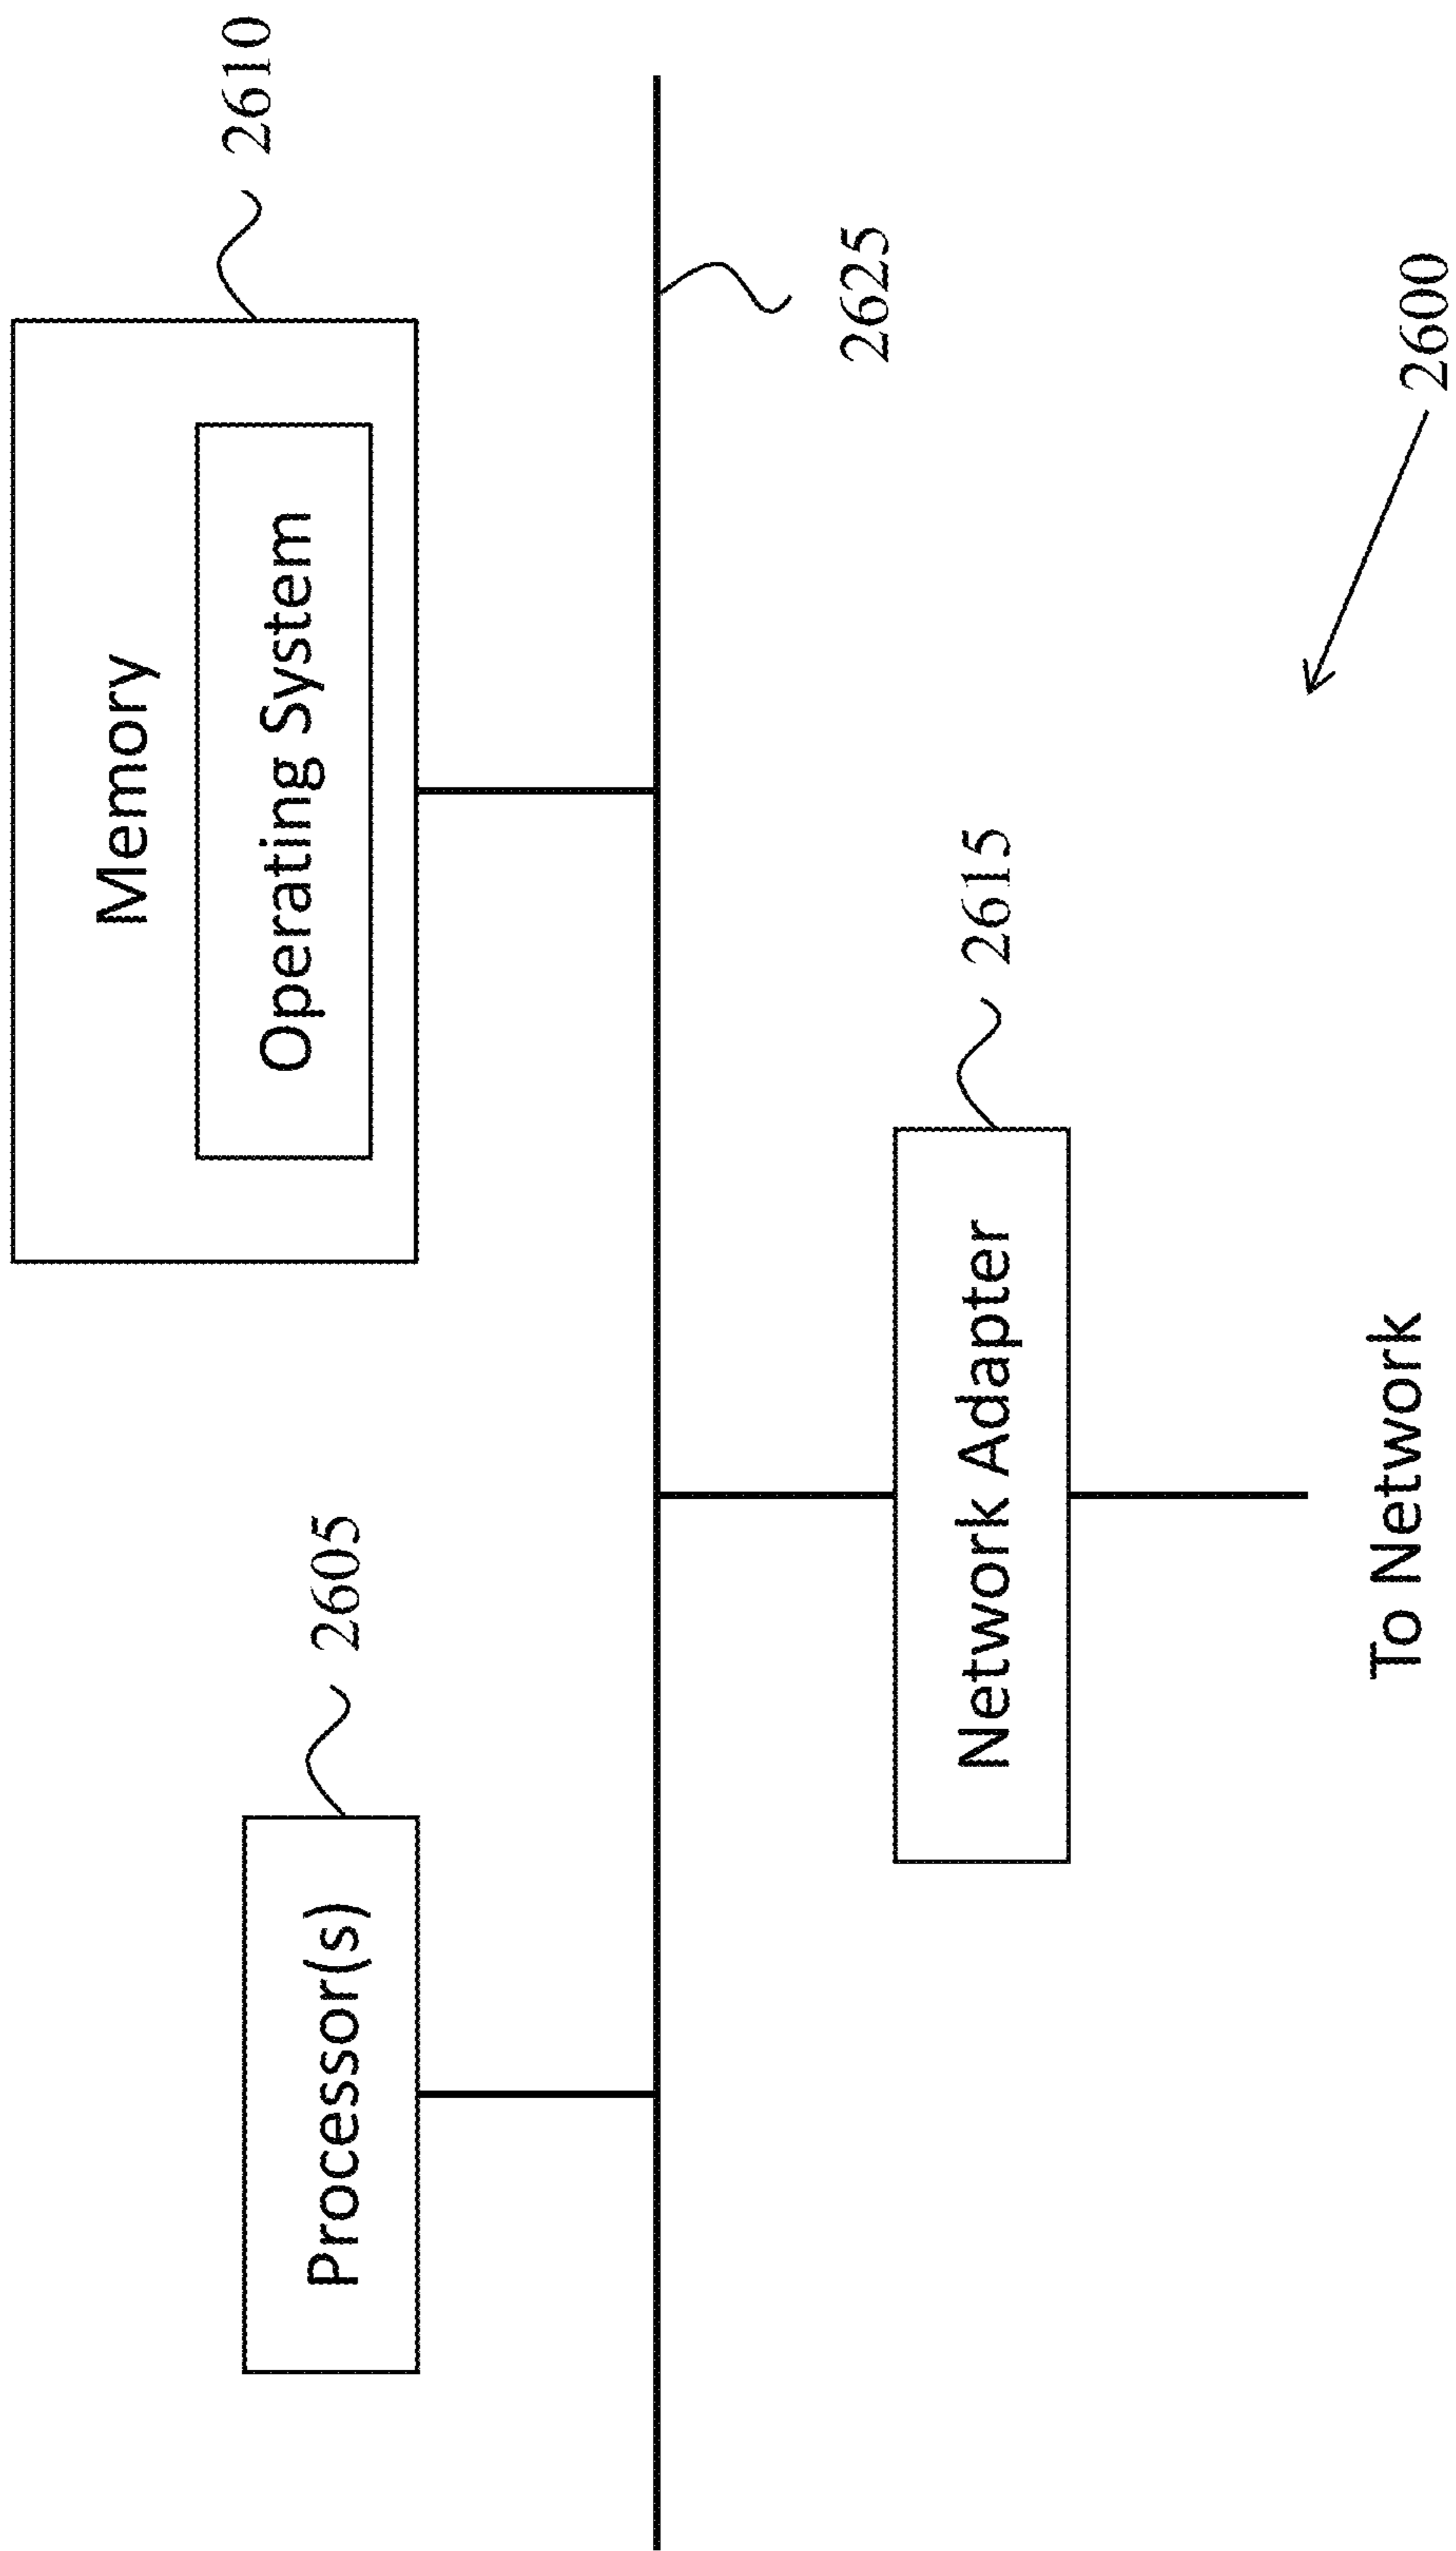 2610
Memory
Operating System
2605
Processor(s)
2625
2615
Network Adapter
To Network
2600